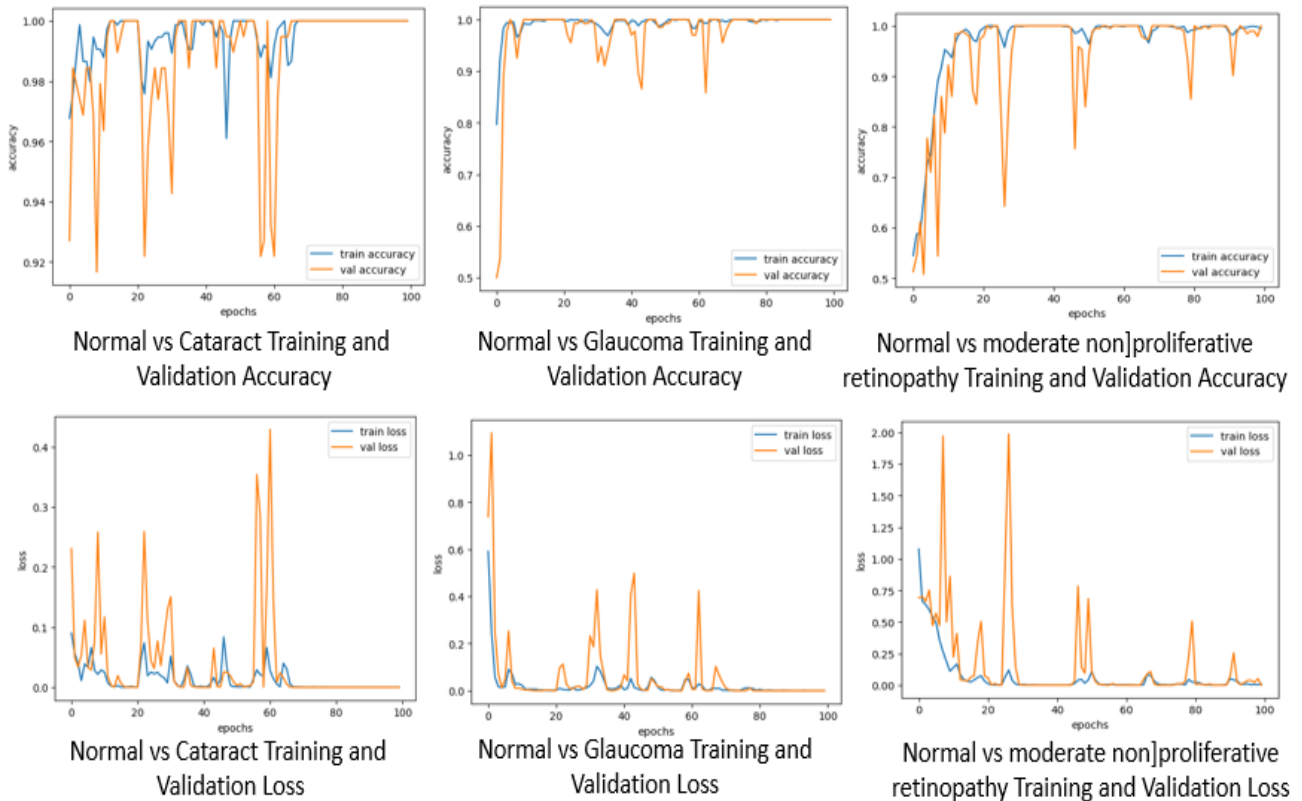 1.00
0.98
0.96
0.94
0.92
accuracy
train accuracy
val accuracy
0 20 40 60 80 100
epochs
Normal vs Cataract Training and
Validation Accuracy
1.0
0.9
0.8
0.7
0.6
0.5
accuracy
train accuracy
val accuracy
0 20 40 60 80 100
epochs
Normal vs Glaucoma Training and
Validation Accuracy
1.0
0.9
0.8
0.7
0.6
0.5
accuracy
train accuracy
val accuracy
0 20 40 60 80 100
epochs
Normal vs moderate non]proliferative
retinopathy Training and Validation Accuracy
0.4
0.3
0.2
0.1
0.0
loss
train loss
val loss
0 20 40 60 80 100
epochs
Normal vs Cataract Training and
Validation Loss
1.0
0.8
0.6
0.4
0.2
0.0
loss
train loss
val loss
0 20 40 60 80 100
epochs
Normal vs Glaucoma Training and
Validation Loss
2.00
1.75
1.50
1.25
1.00
0.75
0.50
0.25
0.00
loss
train loss
val loss
0 20 40 60 80 100
epochs
Normal vs moderate non]proliferative
retinopathy Training and Validation Loss